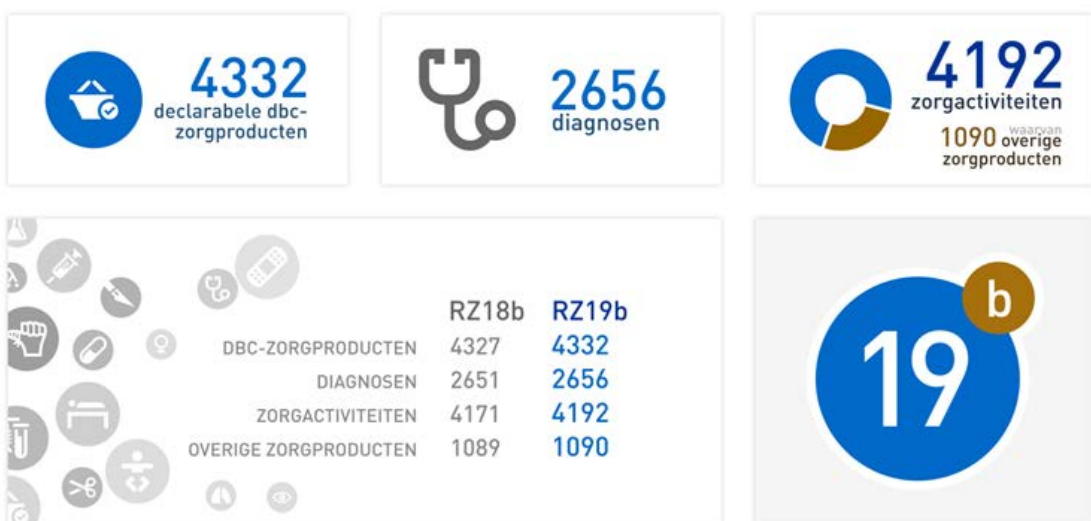 4332
declarabele dbc-
zorgproducten
2656
diagnosen
4192
zorgactiviteiten
waarvan
1090 overige
zorgproducten
RZ18b RZ19b
DBC-ZORGPRODUCTEN 4327 4332
DIAGNOSEN 2651 2656
ZORGACTIVITEITEN 4171 4192
OVERIGE ZORGPRODUCTEN 1089 1090
b
19